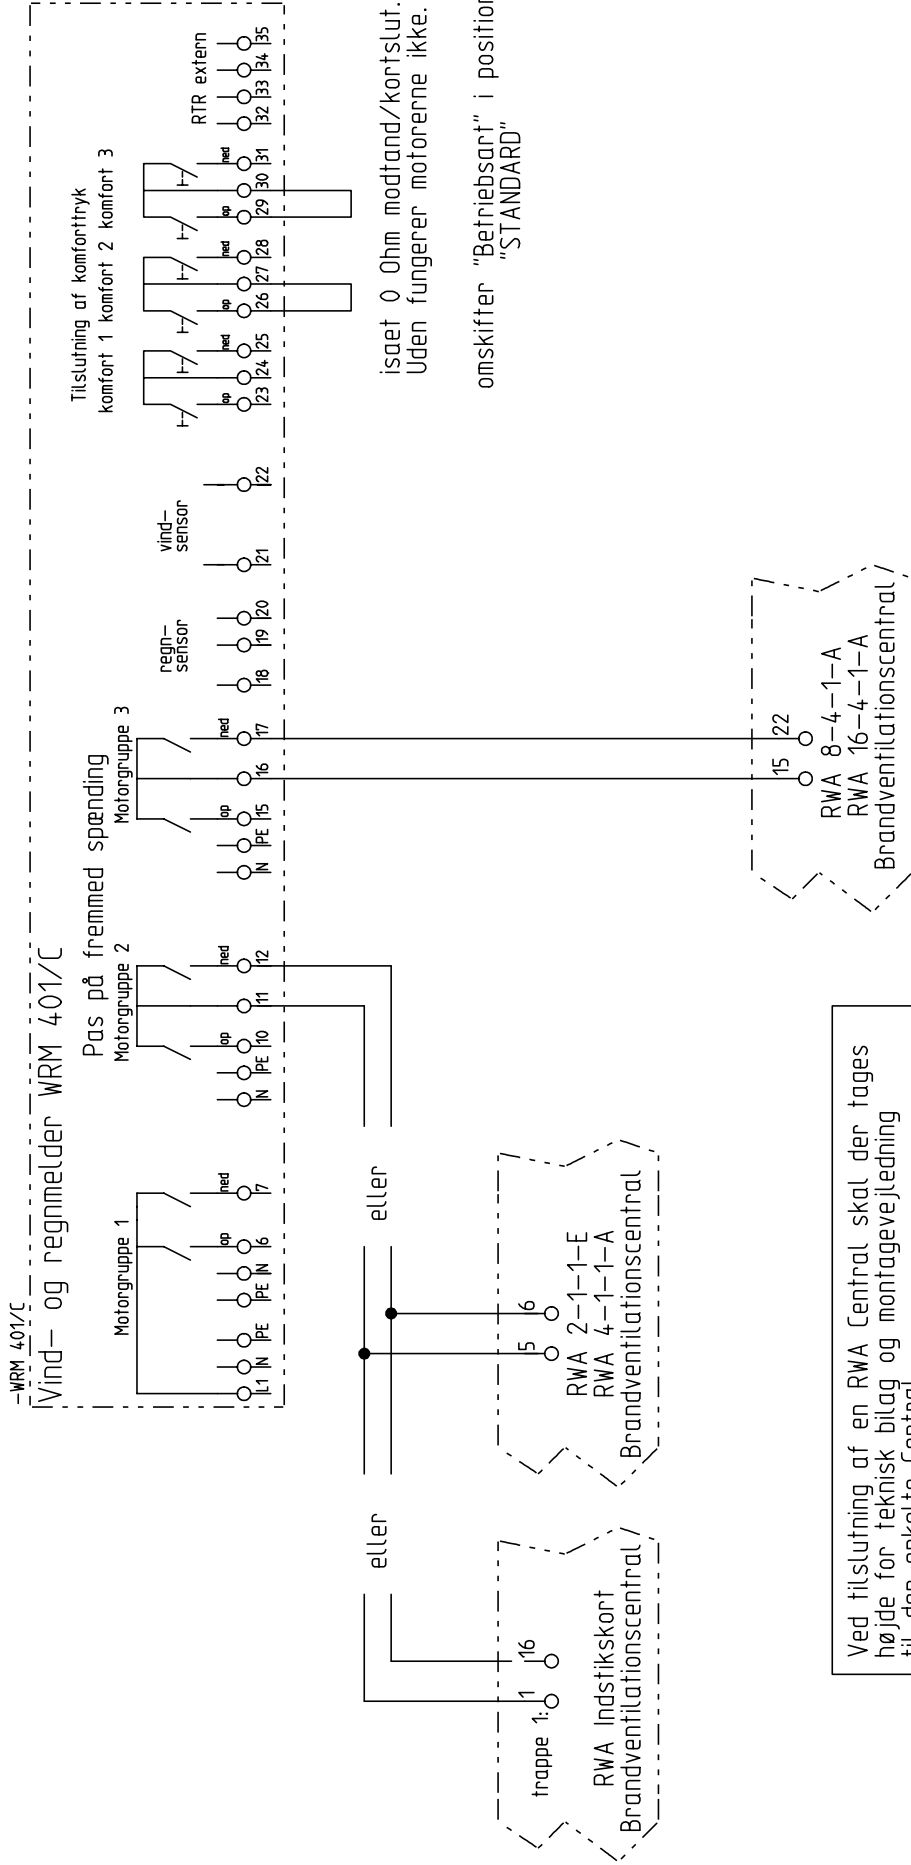 -WRM 401/C
Vind- og regnmelder WRM 401/C
Pas på fremmed spænding
Motorgruppe 1
L1
N
PE
PE
N
op
6
ned
7
Motorgruppe 2
N
PE
op
10
11
ned
12
Motorgruppe 3
N
PE
op
15
16
ned
17
regn-
sensor
18
19
20
vind-
sensor
21
22
Tilslutning af komforttryk
komfort 1 komfort 2 komfort 3
op
23
24
ned
25
op
26
27
ned
28
op
29
30
ned
31
RTR extern
32
33
34
35
isaet 0 Ohm modtand/kortslut.
Uden fungerer motorerne ikke.
omskifter "Betriebsart" i position
"STANDARD"
eller
eller
trappe 1:
1
16
RWA Indstikskort
Brandventilationscentral
5
6
RWA 2-1-1-E
RWA 4-1-1-A
Brandventilationscentral
15
22
RWA 8-4-1-A
RWA 16-4-1-A
Brandventilationscentral
Ved tilslutning af en RWA Central skal der tages
højde for teknisk bilag og montagevejledning
til den enkelte Central